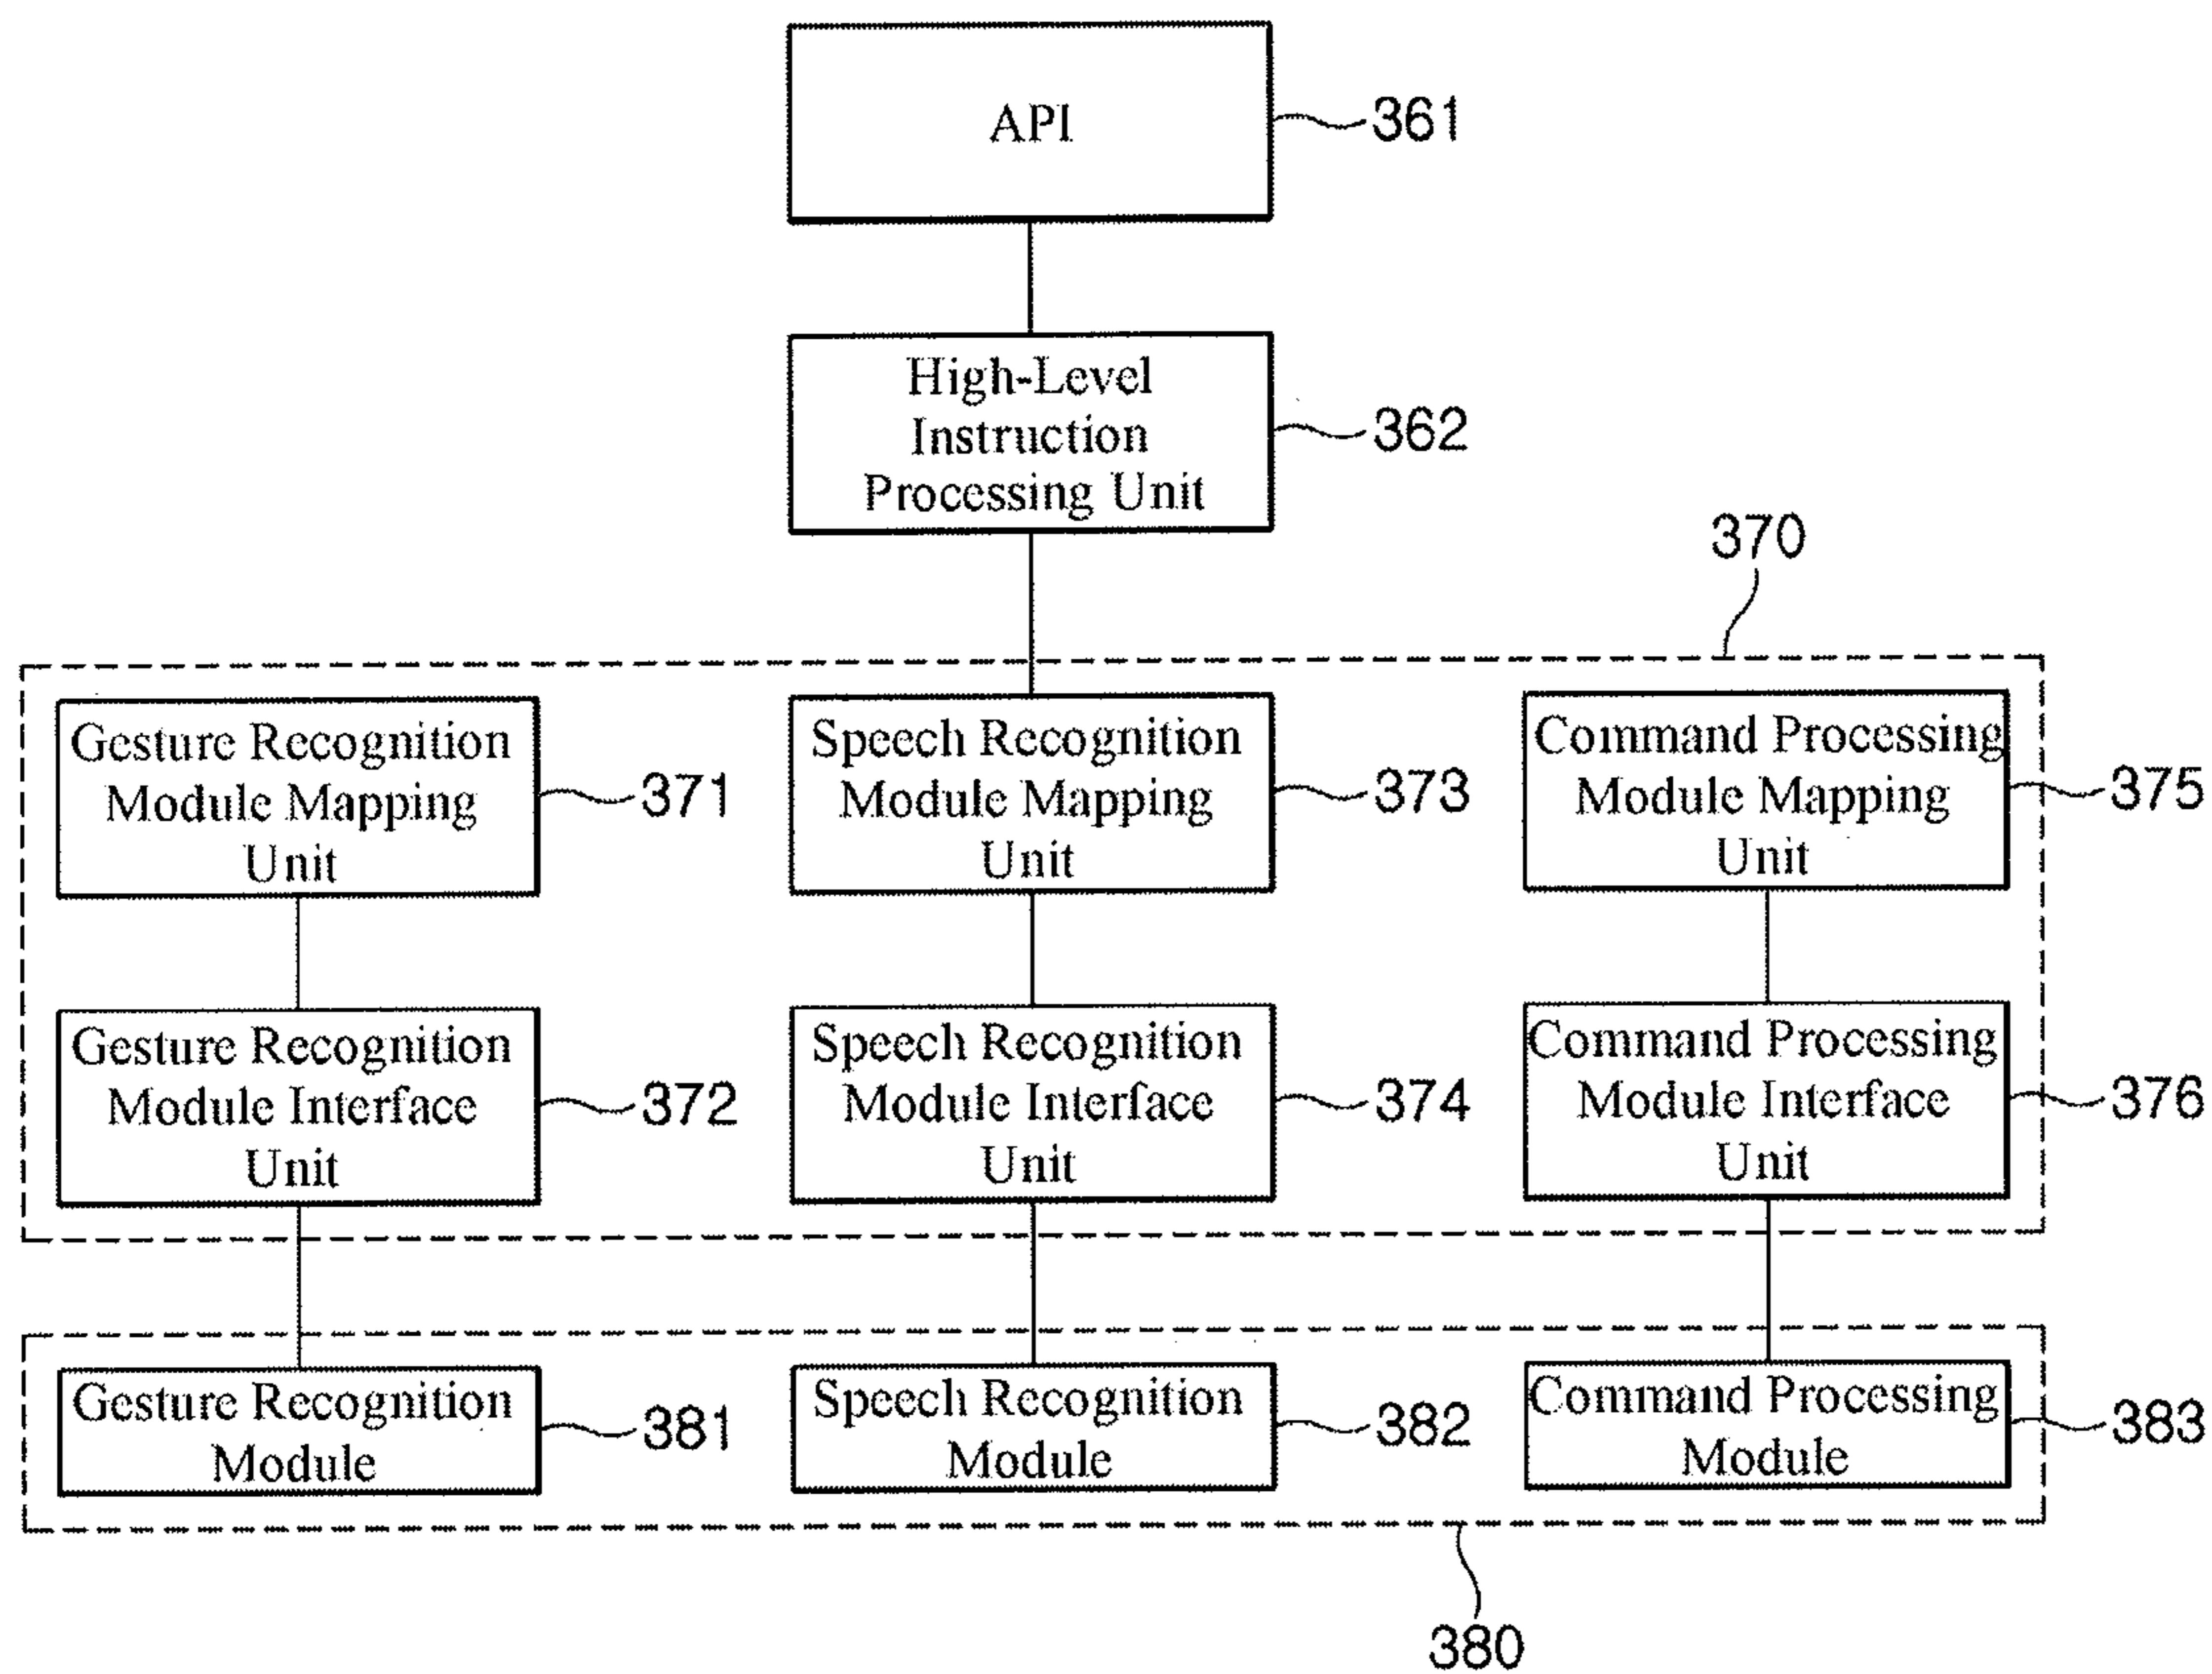 API
361
High-Level
Instruction
Processing Unit
362
370
Gesture Recognition
Module Mapping
Unit
371
Speech Recognition
Module Mapping
Unit
373
Command Processing
Module Mapping
Unit
375
Gesture Recognition
Module Interface
Unit
372
Speech Recognition
Module Interface
Unit
374
Command Processing
Module Interface
Unit
376
Gesture Recognition
Module
381
Speech Recognition
Module
382
Command Processing
Module
383
380